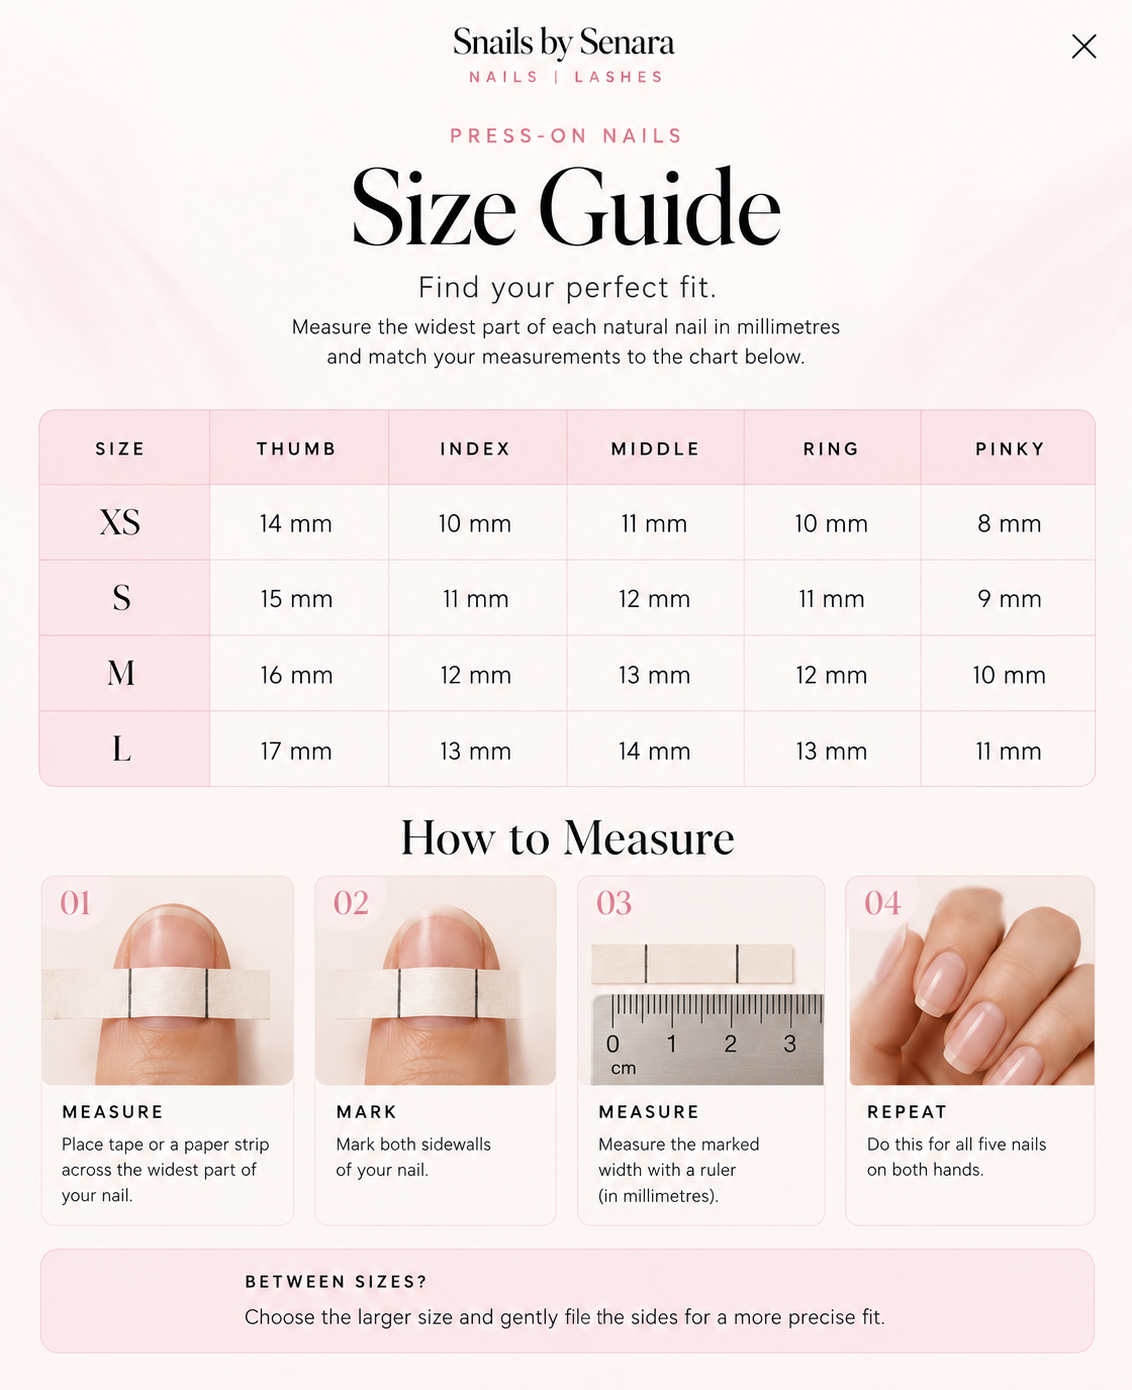 Snails by Senara
NAILS | LASHES
PRESS-ON NAILS
Size Guide
Find your perfect fit.
Measure the widest part of each natural nail in millimetres
and match your measurements to the chart below.
SIZE THUMB INDEX MIDDLE RING PINKY
XS 14 mm 10 mm 11 mm 10 mm 8 mm
S 15 mm 11 mm 12 mm 11 mm 9 mm
M 16 mm 12 mm 13 mm 12 mm 10 mm
L 17 mm 13 mm 14 mm 13 mm 11 mm
How to Measure
01
MEASURE
Place tape or a paper strip
across the widest part of
your nail.
02
MARK
Mark both sidewalls
of your nail.
03
0 1 2 3
cm
MEASURE
Measure the marked
width with a ruler
(in millimetres).
04
REPEAT
Do this for all five nails
on both hands.
BETWEEN SIZES?
Choose the larger size and gently file the sides for a more precise fit.